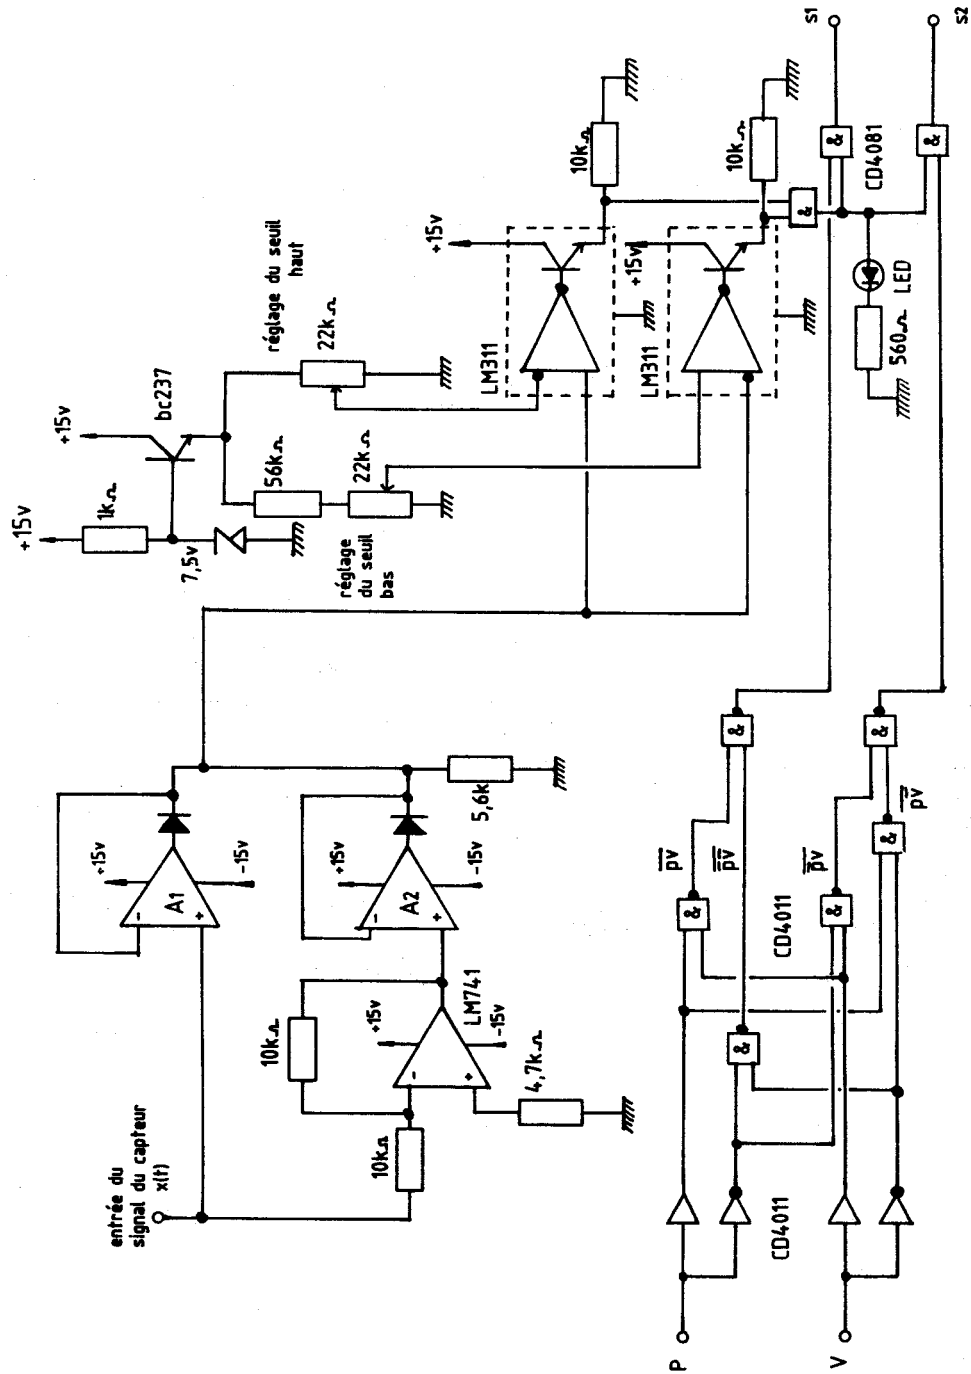 entrée du
signal du capteur
x(t)
10kΩ
10kΩ
-
+
+15v
-15v
LM741
4,7kΩ
-
+
A1
+15v
-15v
-
+
A2
+15v
-15v
5,6k
+15v
1kΩ
7,5v
+15v
bc237
56kΩ
22kΩ
réglage
du seuil
bas
réglage du seuil
haut
22kΩ
LM311
+15v
10kΩ
LM311
+15v
10kΩ
&
&
CD4081
&
s1
s2
LED
560Ω
P
V
CD4011
&
&
&
&
CD4011
pv
pv
pv
pv
&
&